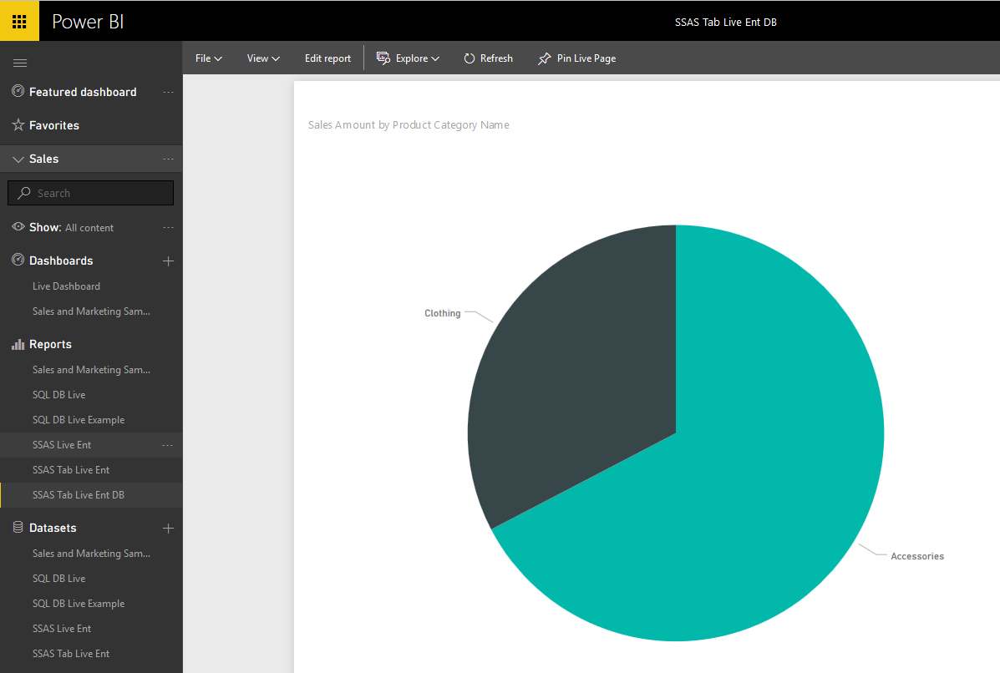 Power BI
SSAS Tab Live Ent DB
File View Edit report Explore Refresh Pin Live Page
Featured dashboard ...
Favorites
Sales ...
Search
Show: All content ...
Dashboards +
Live Dashboard
Sales and Marketing Sam...
Reports
Sales and Marketing Sam...
SQL DB Live
SQL DB Live Example
SSAS Live Ent ...
SSAS Tab Live Ent
SSAS Tab Live Ent DB
Datasets +
Sales and Marketing Sam...
SQL DB Live
SQL DB Live Example
SSAS Live Ent
SSAS Tab Live Ent
Sales Amount by Product Category Name
Clothing
Accessories